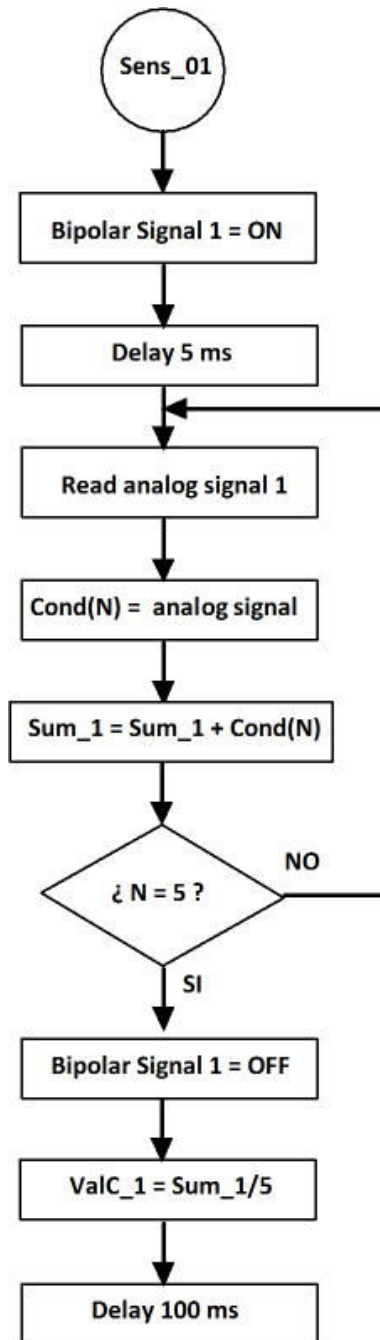 Sens_01
Bipolar Signal 1 = ON
Delay 5 ms
Read analog signal 1
Cond(N) = analog signal
Sum_1 = Sum_1 + Cond(N)
¿ N = 5 ?
NO
SI
Bipolar Signal 1 = OFF
ValC_1 = Sum_1/5
Delay 100 ms